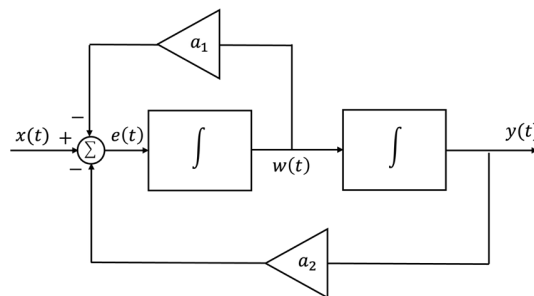 a₁
−
x(t) + Σ e(t) ∫ w(t) ∫ y(t)
−
a₂